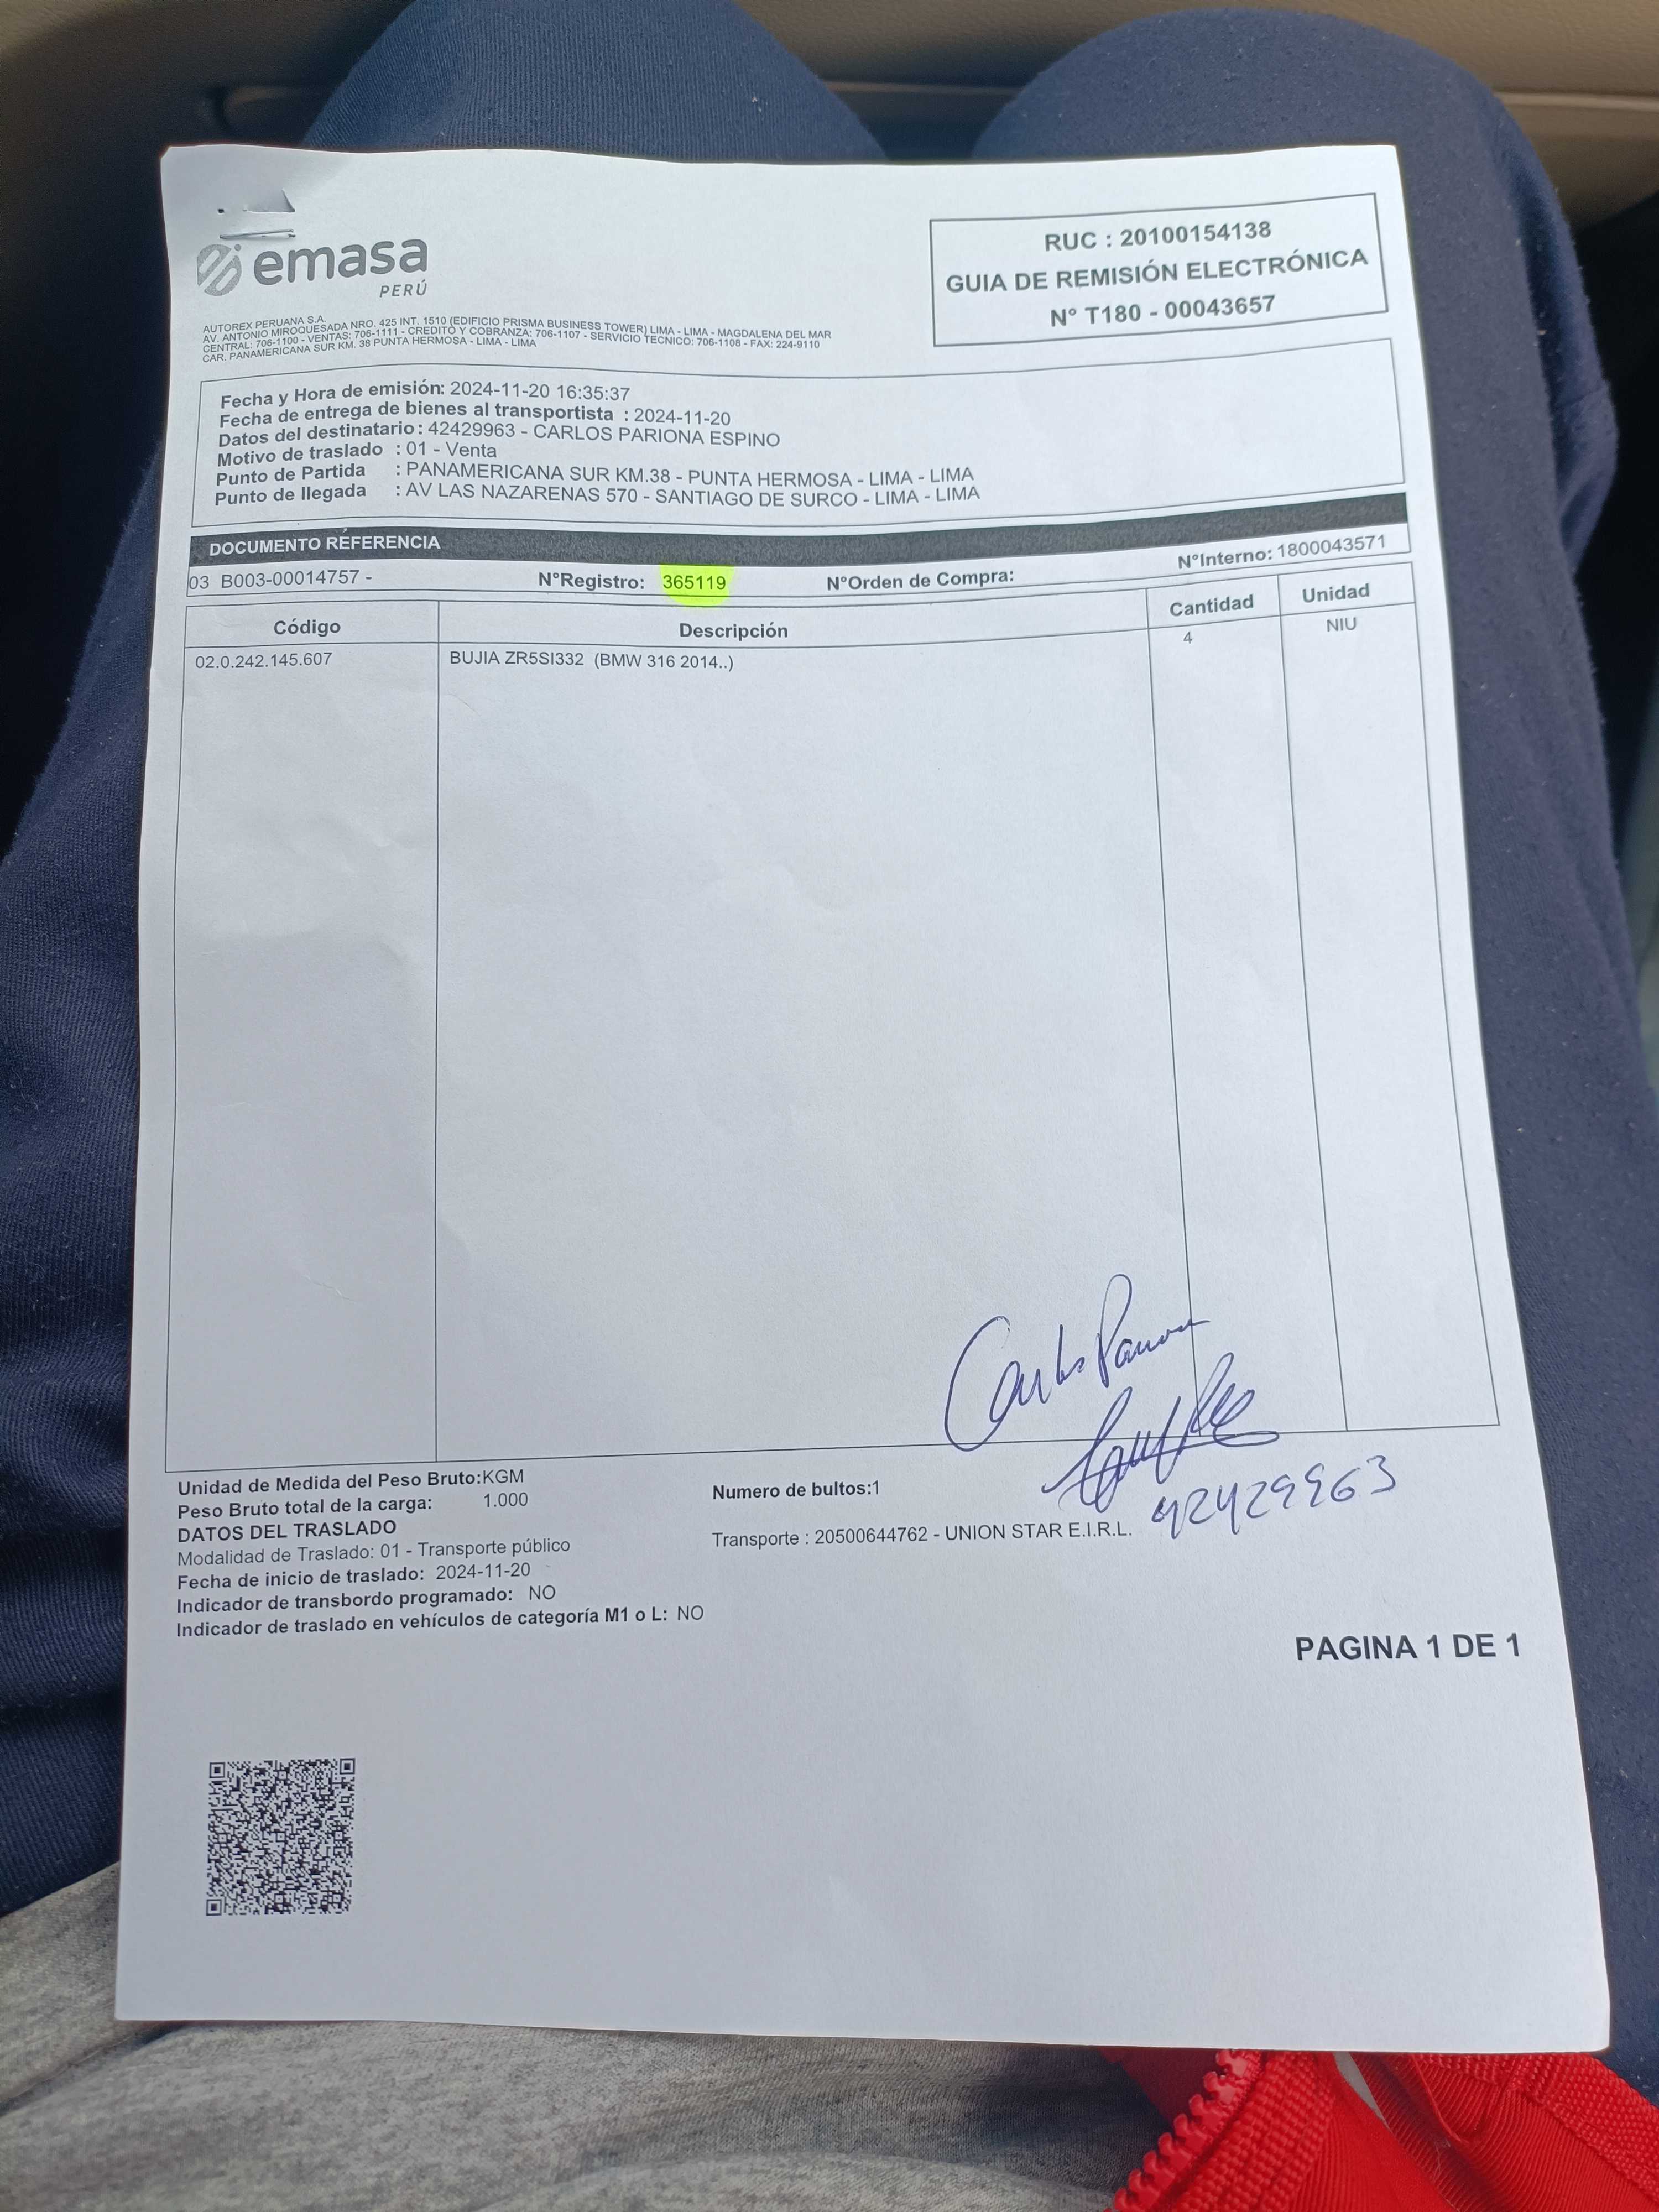 emasa
PERÚ
RUC : 20100154138
GUIA DE REMISIÓN ELECTRÓNICA
N° T180 - 00043657
AUTOREX PERUANA S.A.
AV. ANTONIO MIROQUESADA NRO. 425 INT. 1510 (EDIFICIO PRISMA BUSINESS TOWER) LIMA - LIMA - MAGDALENA DEL MAR
CENTRAL: 706-1100 - VENTAS: 706-1111 - CREDITO Y COBRANZA: 706-1107 - SERVICIO TECNICO: 706-1108 - FAX: 224-9110
CAR. PANAMERICANA SUR KM. 38 PUNTA HERMOSA - LIMA - LIMA
Fecha y Hora de emisión: 2024-11-20 16:35:37
Fecha de entrega de bienes al transportista : 2024-11-20
Datos del destinatario : 42429963 - CARLOS PARIONA ESPINO
Motivo de traslado : 01 - Venta
Punto de Partida : PANAMERICANA SUR KM.38 - PUNTA HERMOSA - LIMA - LIMA
Punto de llegada : AV LAS NAZARENAS 570 - SANTIAGO DE SURCO - LIMA - LIMA
DOCUMENTO REFERENCIA
03 B003-00014757 - N°Registro: 365119 N°Orden de Compra: N°Interno: 1800043571
Código Descripción Cantidad Unidad
02.0.242.145.607 BUJIA ZR5SI332 (BMW 316 2014..) 4 NIU
Carlos Pariona
42429963
Unidad de Medida del Peso Bruto:KGM
Peso Bruto total de la carga: 1.000
Numero de bultos:1
DATOS DEL TRASLADO
Modalidad de Traslado: 01 - Transporte público
Transporte : 20500644762 - UNION STAR E.I.R.L.
Fecha de inicio de traslado: 2024-11-20
Indicador de transbordo programado: NO
Indicador de traslado en vehículos de categoría M1 o L: NO
PAGINA 1 DE 1